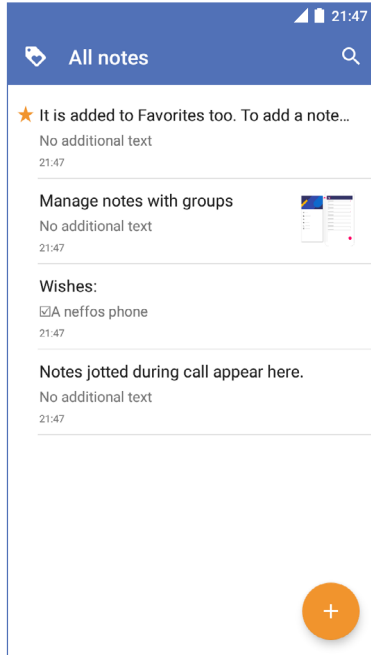 21:47
All notes
It is added to Favorites too. To add a note…
No additional text
21:47
Manage notes with groups
No additional text
21:47
Wishes:
☑A neffos phone
21:47
Notes jotted during call appear here.
No additional text
21:47